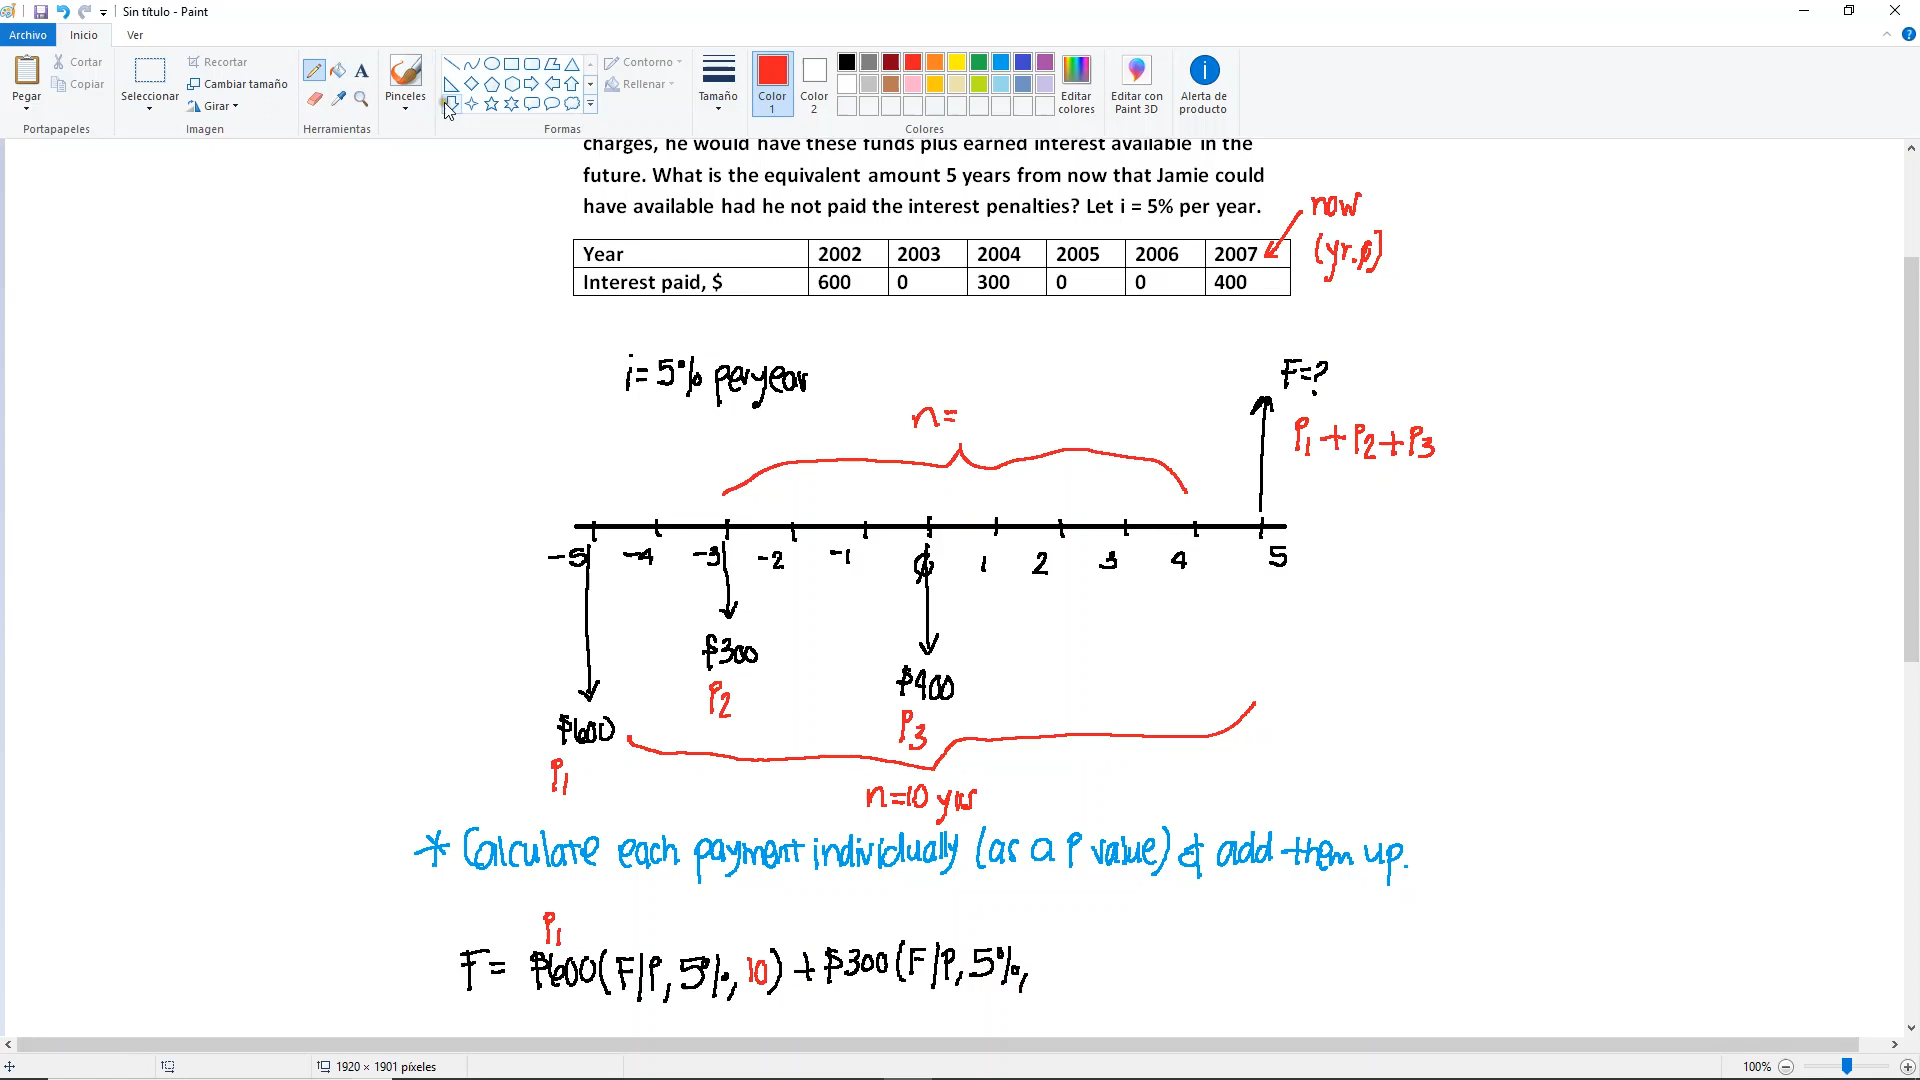 Sin título - Paint
Archivo Inicio Ver
Pegar Cortar Copiar
Portapapeles
Seleccionar Recortar Cambiar tamaño Girar
Imagen
A
Herramientas
Pinceles
Contorno Rellenar
Formas
Tamaño
Color 1 Color 2
Editar colores
Colores
Editar con Paint 3D
Alerta de producto
charges, he would have these funds plus earned interest available in the
future. What is the equivalent amount 5 years from now that Jamie could
have available had he not paid the interest penalties? Let i = 5% per year.
now
(yr.0)
Year 2002 2003 2004 2005 2006 2007
Interest paid, $ 600 0 300 0 0 400
i = 5% per year
F=?
n=
P1 + P2 + P3
-5 -4 -3 -2 -1 0 1 2 3 4 5
$300
P2
$400
P3
$600
P1
n=10 yrs
* Calculate each payment individually (as a P value) & add them up.
P1
F = $600(F/P, 5%, 10) + $300(F/P, 5%,
1920 × 1901 píxeles
100%